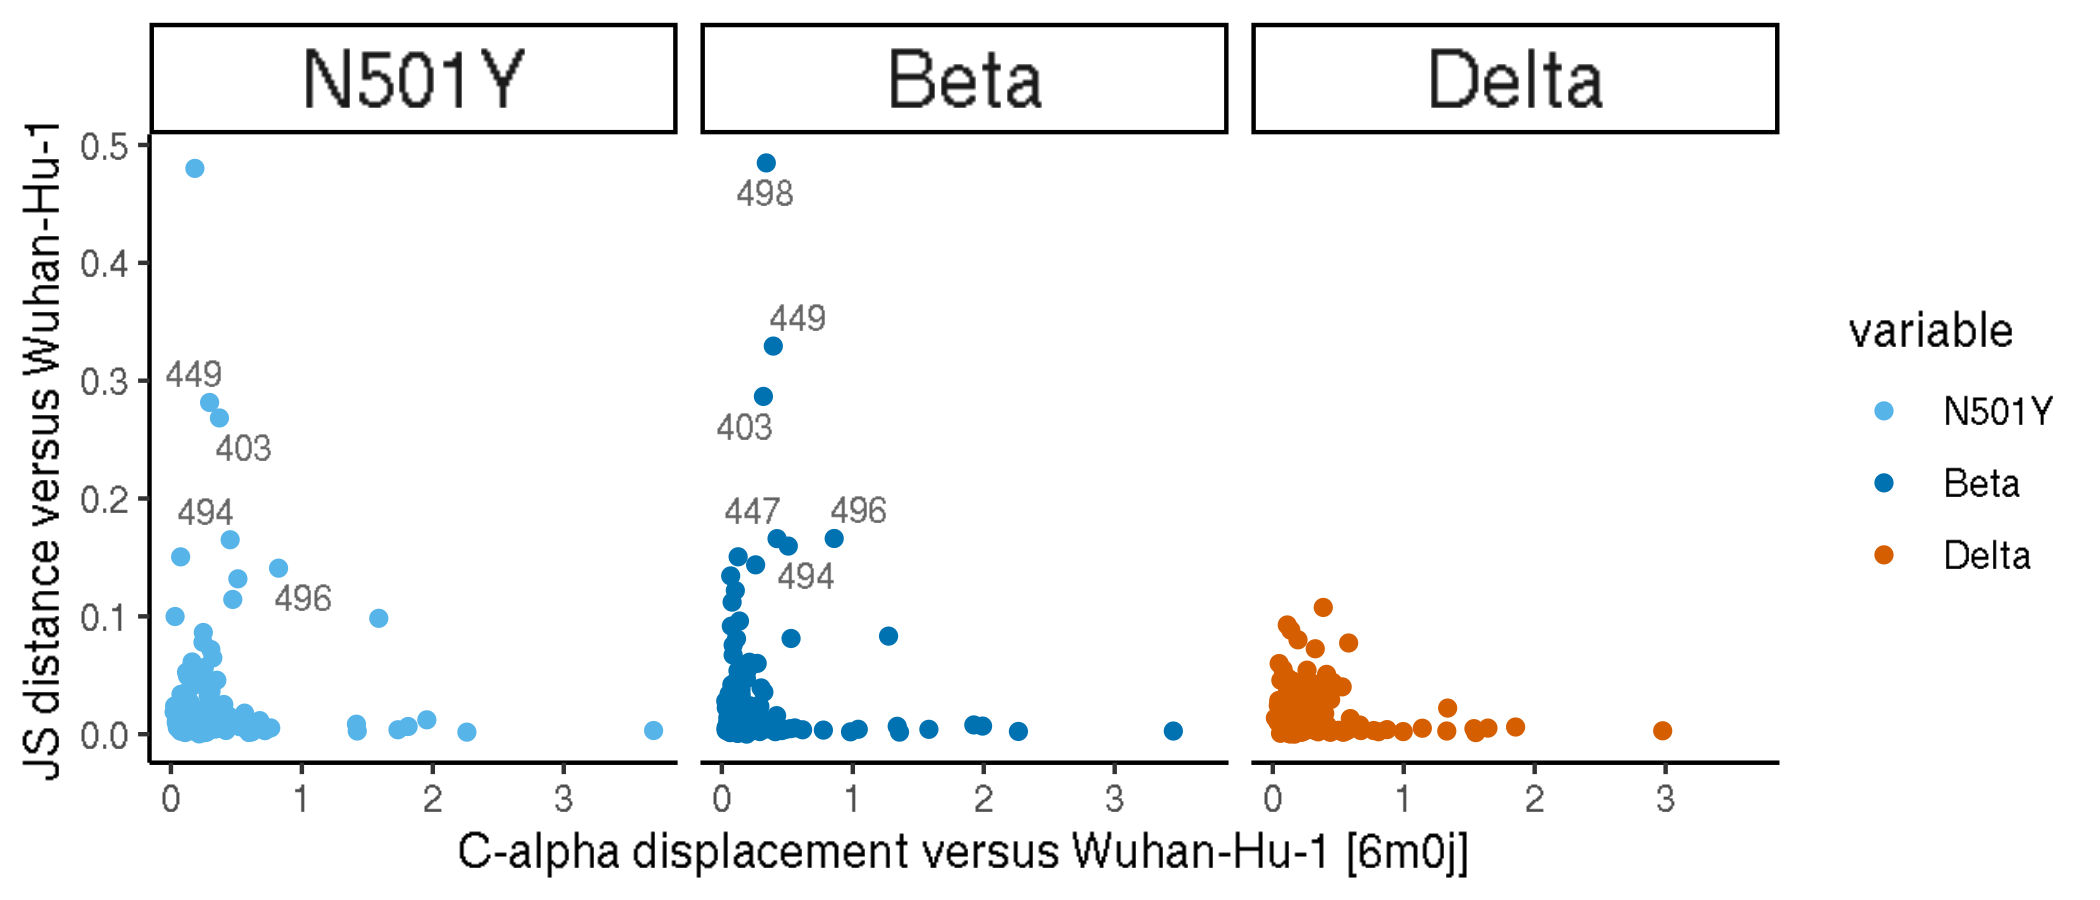 N501Y
Beta
Delta
JS distance versus Wuhan-Hu-1
0.5
0.4
0.3
0.2
0.1
0.0
449
403
494
496
498
449
403
447
496
494
0 1 2 3
0 1 2 3
0 1 2 3
C-alpha displacement versus Wuhan-Hu-1 [6m0j]
variable
N501Y
Beta
Delta